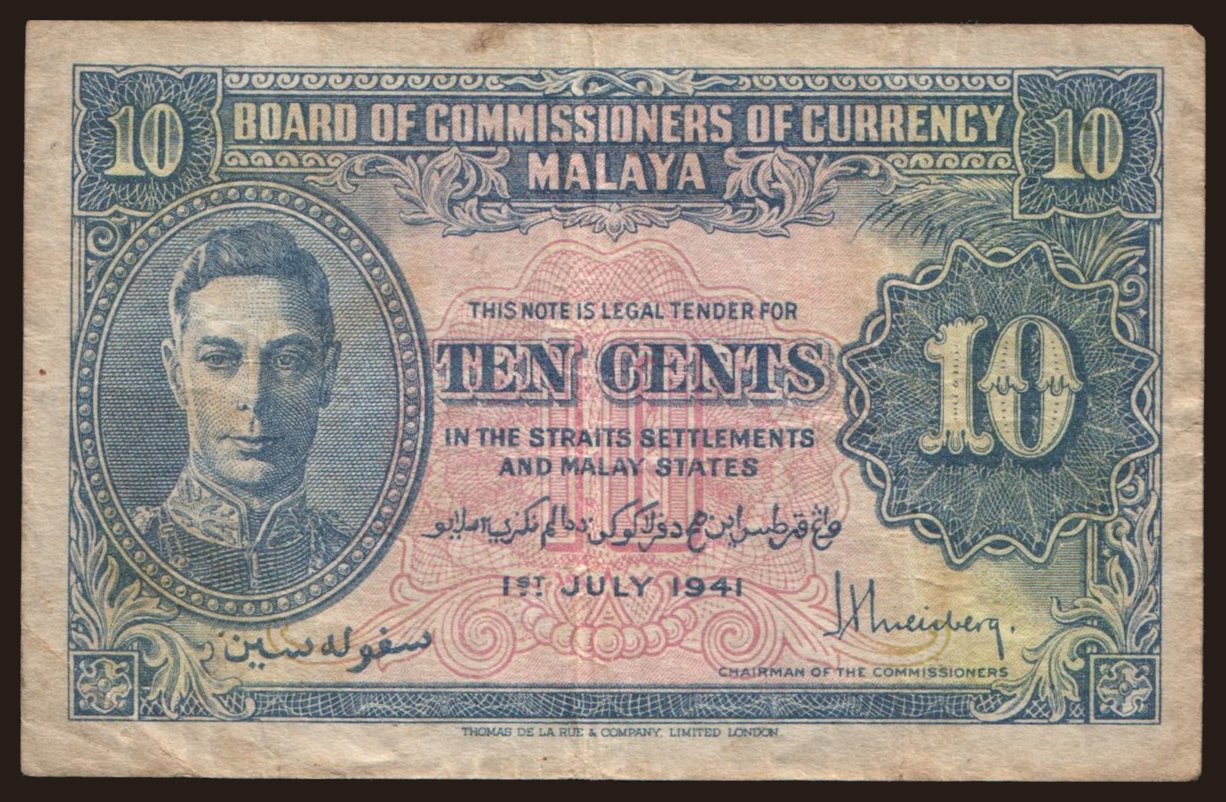 10 BOARD OF COMMISSIONERS OF CURRENCY 10
MALAYA
THIS NOTE IS LEGAL TENDER FOR
TEN CENTS
10
IN THE STRAITS SETTLEMENTS
AND MALAY STATES
1ST. JULY 1941
سڤوله سين
CHAIRMAN OF THE COMMISSIONERS
THOMAS DE LA RUE & COMPANY, LIMITED LONDON.